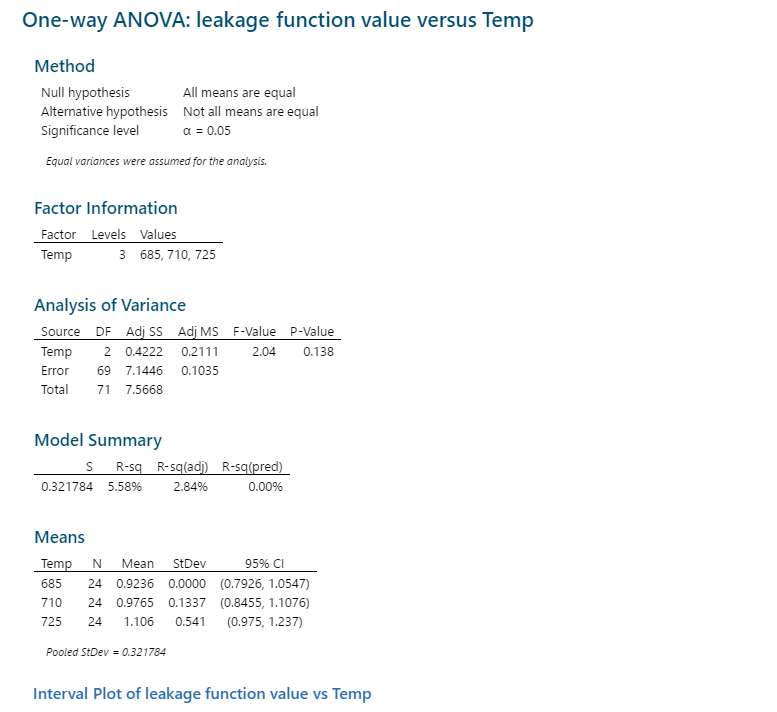 One-way ANOVA: leakage function value versus Temp
Method
Null hypothesis All means are equal
Alternative hypothesis Not all means are equal
Significance level α = 0.05
Equal variances were assumed for the analysis.
Factor Information
Factor Levels Values
Temp 3 685, 710, 725
Analysis of Variance
Source DF Adj SS Adj MS F-Value P-Value
Temp 2 0.4222 0.2111 2.04 0.138
Error 69 7.1446 0.1035
Total 71 7.5668
Model Summary
S R-sq R-sq(adj) R-sq(pred)
0.321784 5.58% 2.84% 0.00%
Means
Temp N Mean StDev 95% CI
685 24 0.9236 0.0000 (0.7926, 1.0547)
710 24 0.9765 0.1337 (0.8455, 1.1076)
725 24 1.106 0.541 (0.975, 1.237)
Pooled StDev = 0.321784
Interval Plot of leakage function value vs Temp